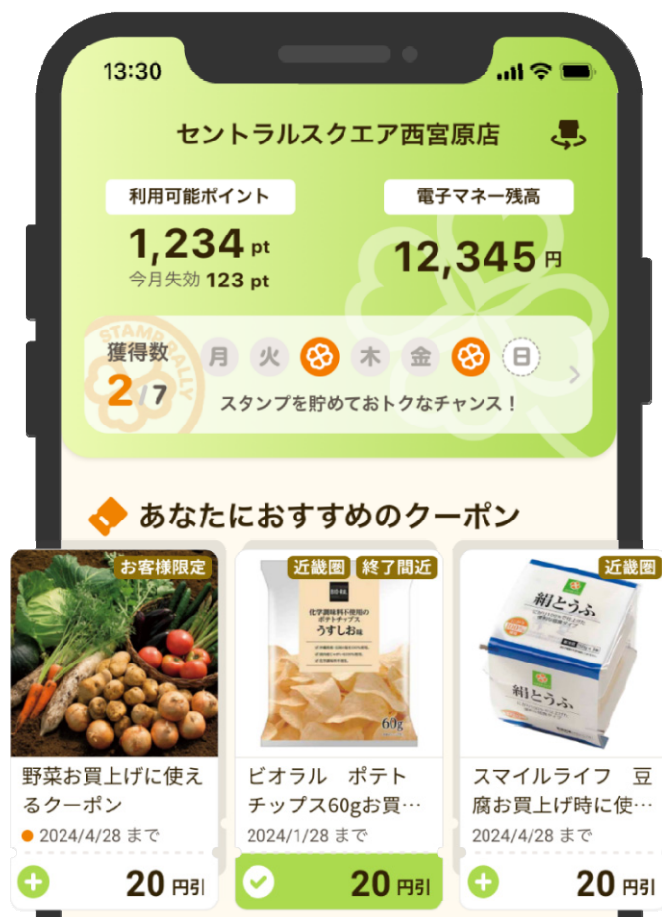 13:30
セントラルスクエア西宮原店
利用可能ポイント
電子マネー残高
1,234 pt
12,345 円
今月失効 123 pt
STAMP RALLY
獲得数
2 / 7
月 火 木 金 日
スタンプを貯めておトクなチャンス！
あなたにおすすめのクーポン
お客様限定
近畿圏 終了間近
近畿圏
化学調味料不使用の
ポテトチップス
うすしお味
60g
絹とうふ
絹とうふ
野菜お買上げに使え
るクーポン
2024/4/28 まで
20 円引
ビオラル　ポテト
チップス60gお買…
2024/1/28 まで
20 円引
スマイルライフ　豆
腐お買上げ時に使…
2024/4/28 まで
20 円引